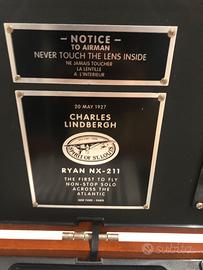 - NOTICE -
TO AIRMAN
NEVER TOUCH THE LENS INSIDE
NE JAMAIS TOUCHER
LA LENTILLE
A L'INTERIEUR
20 MAY 1927
CHARLES
LINDBERGH
SPIRIT OF ST. LOUIS
RYAN NX-211
THE FIRST TO FLY
NON-STOP SOLO
ACROSS THE
ATLANTIC
NEW YORK - PARIS
subito